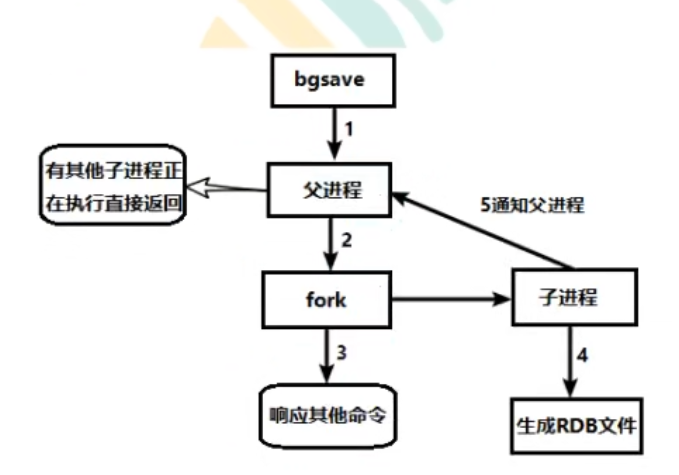 bgsave
1
有其他子进程正
在执行直接返回
父进程
5通知父进程
2
fork
子进程
3
4
响应其他命令
生成RDB文件